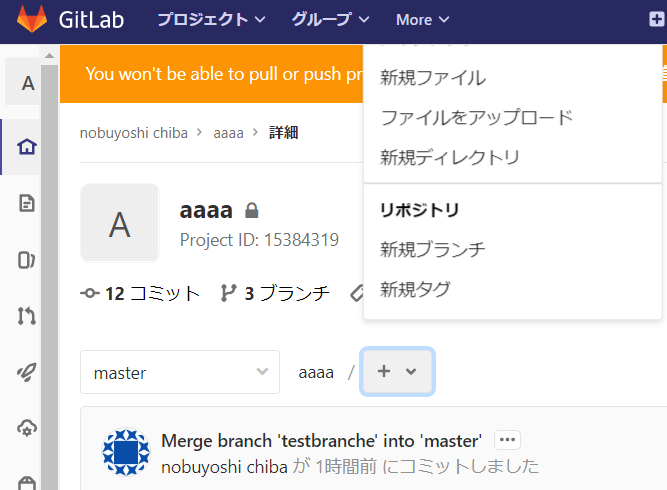 GitLab プロジェクト グループ More
A
You won't be able to pull or push pr
nobuyoshi chiba > aaaa > 詳細
新規ファイル
ファイルをアップロード
新規ディレクトリ
リポジトリ
新規ブランチ
新規タグ
A
aaaa
Project ID: 15384319
12 コミット 3 ブランチ
master aaaa / +
Merge branch 'testbranche' into 'master' ...
nobuyoshi chiba が 1時間前 にコミットしました